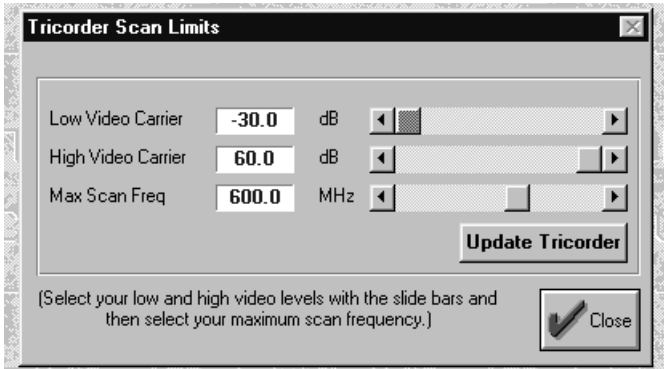 Tricorder Scan Limits
Low Video Carrier -30.0 dB
High Video Carrier 60.0 dB
Max Scan Freq 600.0 MHz
Update Tricorder
(Select your low and high video levels with the slide bars and
then select your maximum scan frequency.)
Close